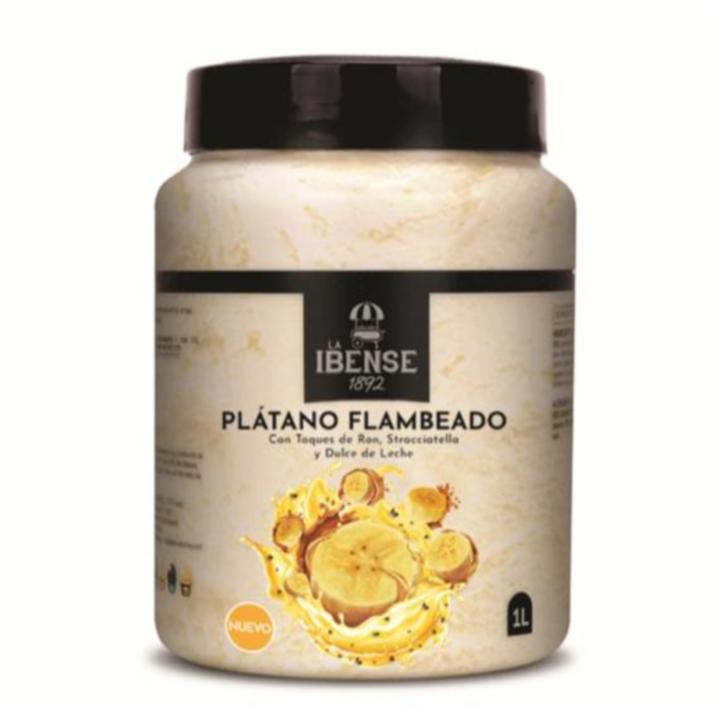 LA
IBENSE
1892
PLÁTANO FLAMBEADO
Con Toques de Ron, Stracciatella
y Dulce de Leche
NUEVO
1L